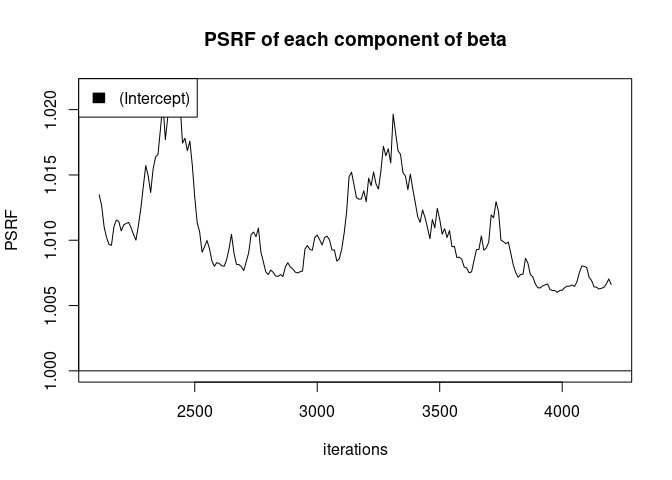 PSRF of each component of beta
(Intercept)
PSRF
1.020
1.015
1.010
1.005
1.000
2500 3000 3500 4000
iterations